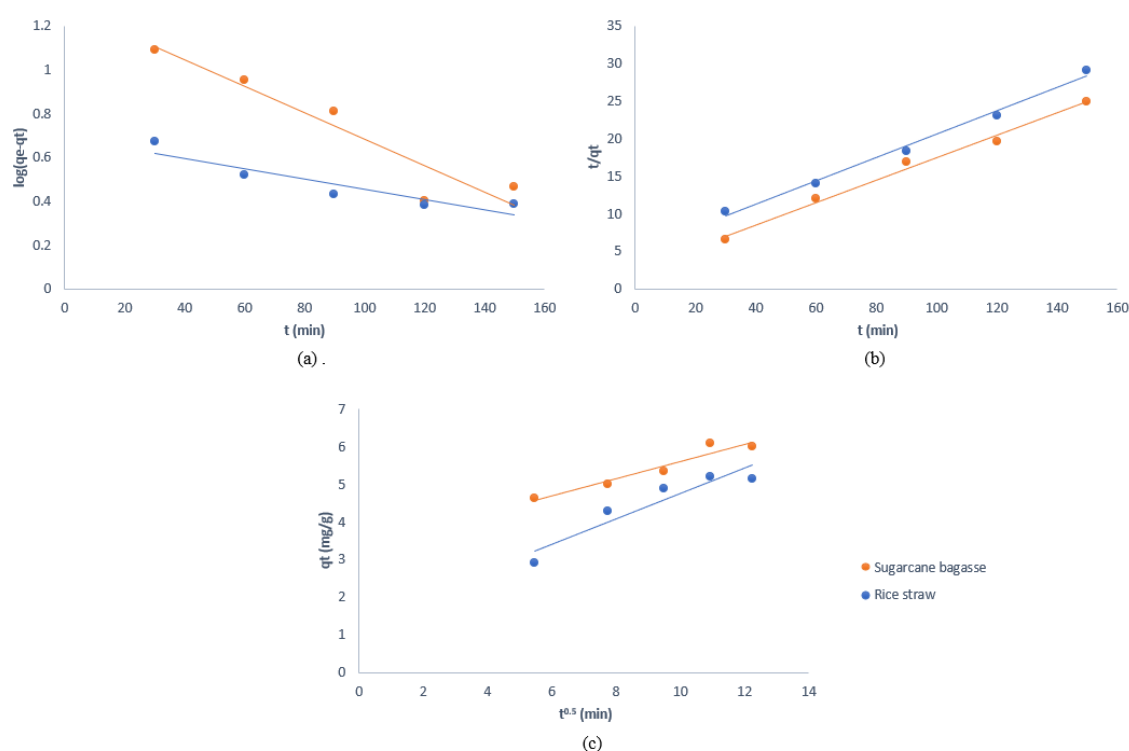 1.2
1
0.8
0.6
0.4
0.2
0
0 20 40 60 80 100 120 140 160
log(qe-qt)
t (min)
(a) .
35
30
25
20
15
10
5
0
0 20 40 60 80 100 120 140 160
t/qt
t (min)
(b)
7
6
5
4
3
2
1
0
0 2 4 6 8 10 12 14
qt (mg/g)
t0.5 (min)
Sugarcane bagasse
Rice straw
(c)